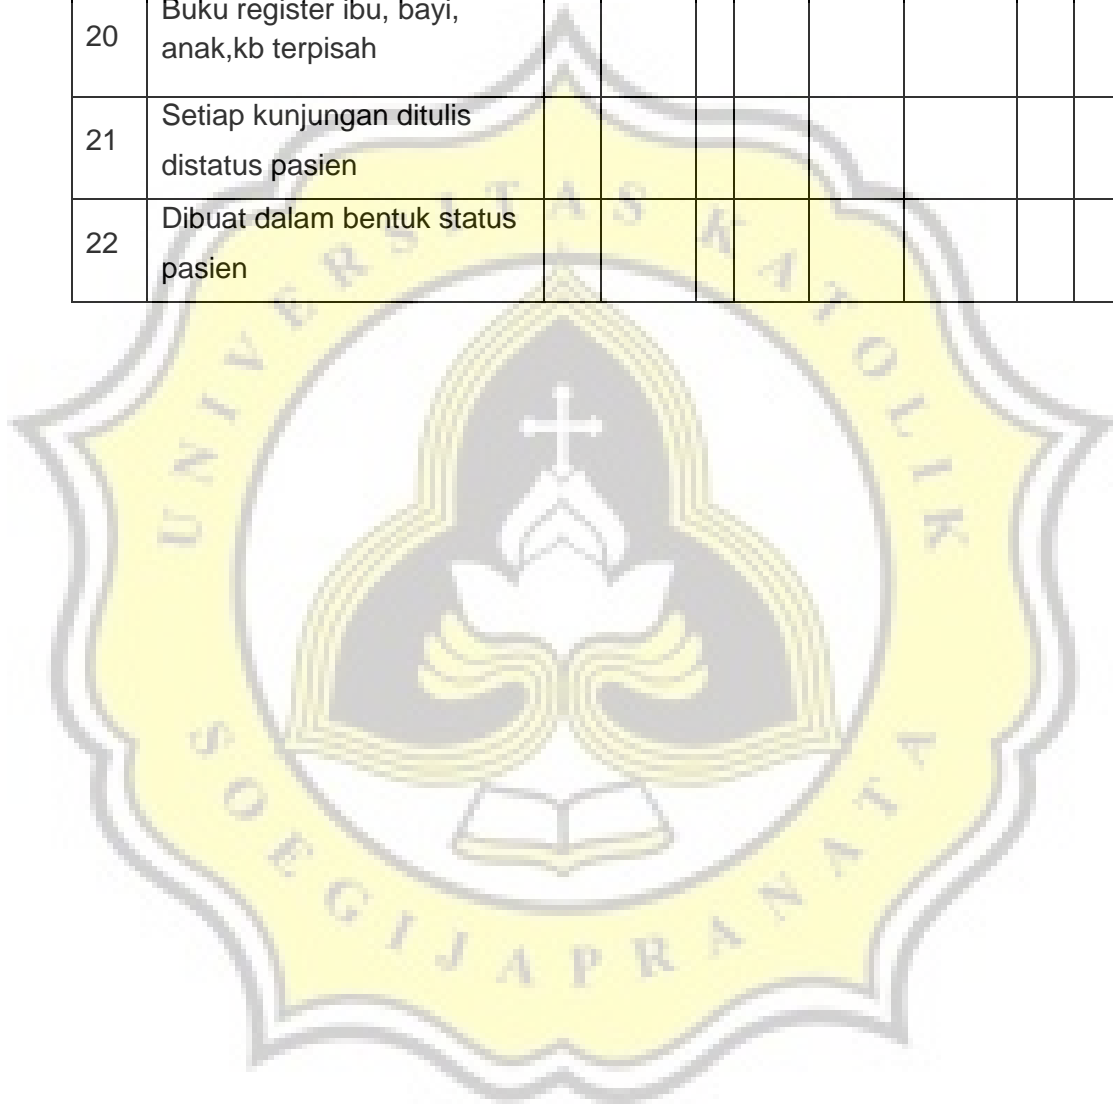 20
Buku register ibu, bayi,
anak,kb terpisah
21
Setiap kunjungan ditulis
distatus pasien
22
Dibuat dalam bentuk status
pasien
UNIVERSITAS KATOLIK
SOEGIJAPRANATA